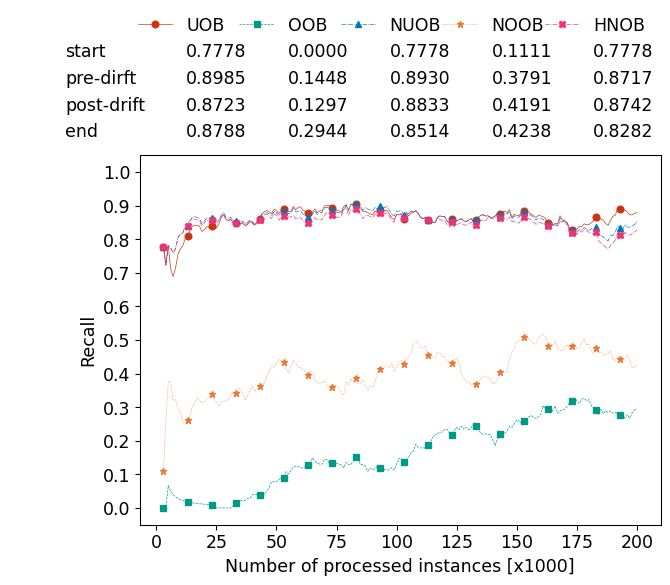 UOB OOB NUOB NOOB HNOB
start 0.7778 0.0000 0.7778 0.1111 0.7778
pre-dirft 0.8985 0.1448 0.8930 0.3791 0.8717
post-drift 0.8723 0.1297 0.8833 0.4191 0.8742
end 0.8788 0.2944 0.8514 0.4238 0.8282
1.0
0.9
0.8
0.7
0.6
0.5
0.4
0.3
0.2
0.1
0.0
Recall
0 25 50 75 100 125 150 175 200
Number of processed instances [x1000]